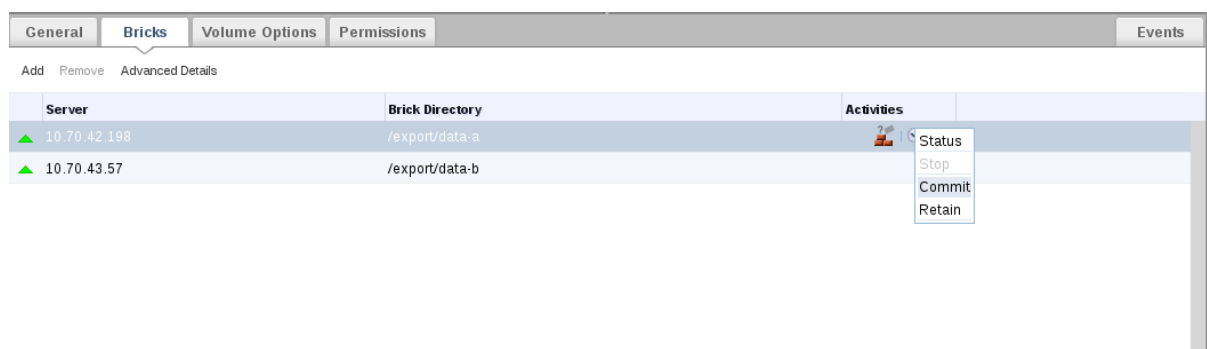 General Bricks Volume Options Permissions Events
Add Remove Advanced Details
Server Brick Directory Activities
10.70.42.198 /export/data-a Status
Stop
10.70.43.57 /export/data-b
Commit
Retain